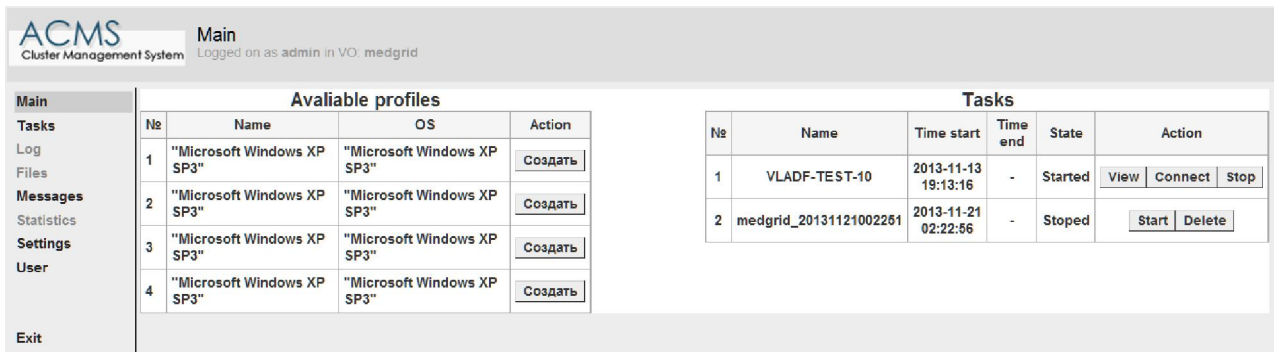 ACMS
Cluster Management System
Main
Logged on as admin in VO: medgrid
Main
Tasks
Log
Files
Messages
Statistics
Settings
User
Exit
Avaliable profiles
№ Name OS Action
1 "Microsoft Windows XP SP3" "Microsoft Windows XP SP3" Создать
2 "Microsoft Windows XP SP3" "Microsoft Windows XP SP3" Создать
3 "Microsoft Windows XP SP3" "Microsoft Windows XP SP3" Создать
4 "Microsoft Windows XP SP3" "Microsoft Windows XP SP3" Создать
Tasks
№ Name Time start Time end State Action
1 VLADF-TEST-10 2013-11-13 19:13:16 - Started View Connect Stop
2 medgrid_20131121002251 2013-11-21 02:22:56 - Stoped Start Delete